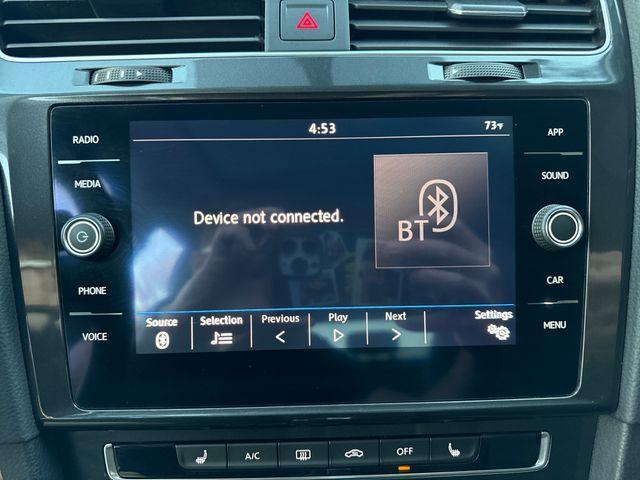 4:53
73°F
RADIO
MEDIA
PHONE
VOICE
Device not connected.
BT
Source
Selection
Previous
Play
Next
Settings
APP
SOUND
CAR
MENU
A/C
OFF